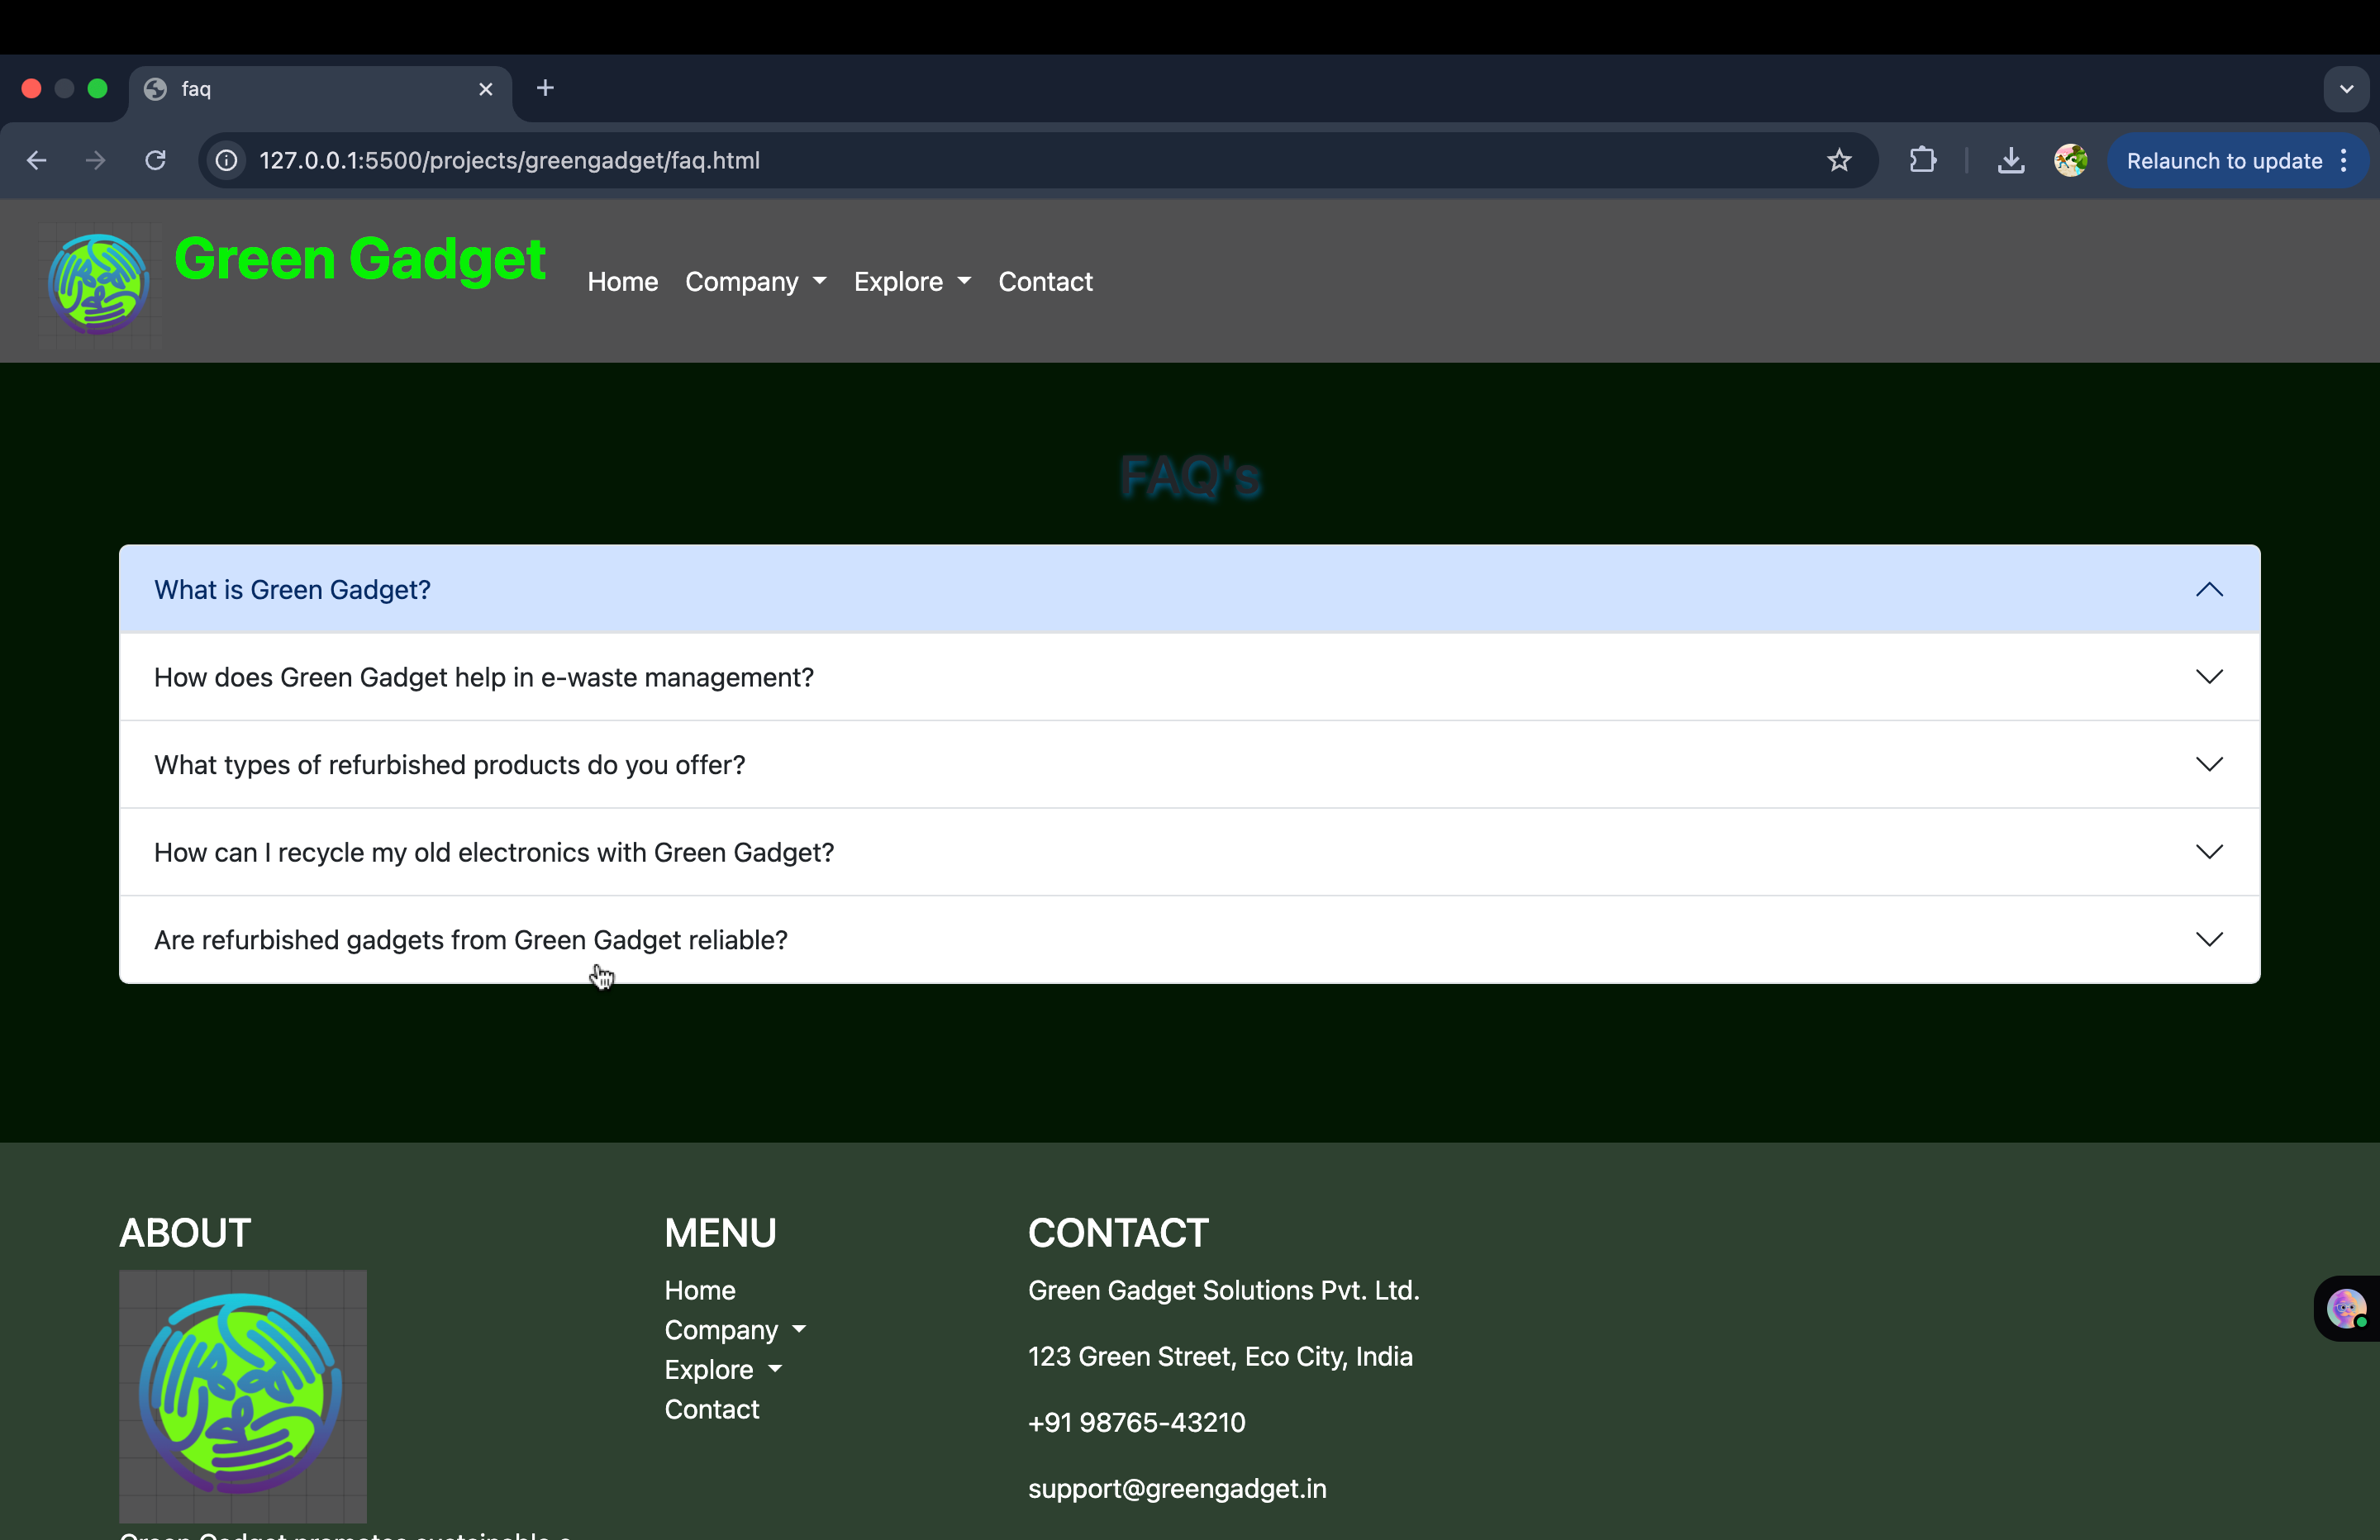 faq
127.0.0.1:5500/projects/greengadget/faq.html
Relaunch to update
Green Gadget
Home Company Explore Contact
FAQ's
What is Green Gadget?
How does Green Gadget help in e-waste management?
What types of refurbished products do you offer?
How can I recycle my old electronics with Green Gadget?
Are refurbished gadgets from Green Gadget reliable?
ABOUT
Green Gadget promotes sustainable e-
MENU
Home
Company
Explore
Contact
CONTACT
Green Gadget Solutions Pvt. Ltd.
123 Green Street, Eco City, India
+91 98765-43210
support@greengadget.in